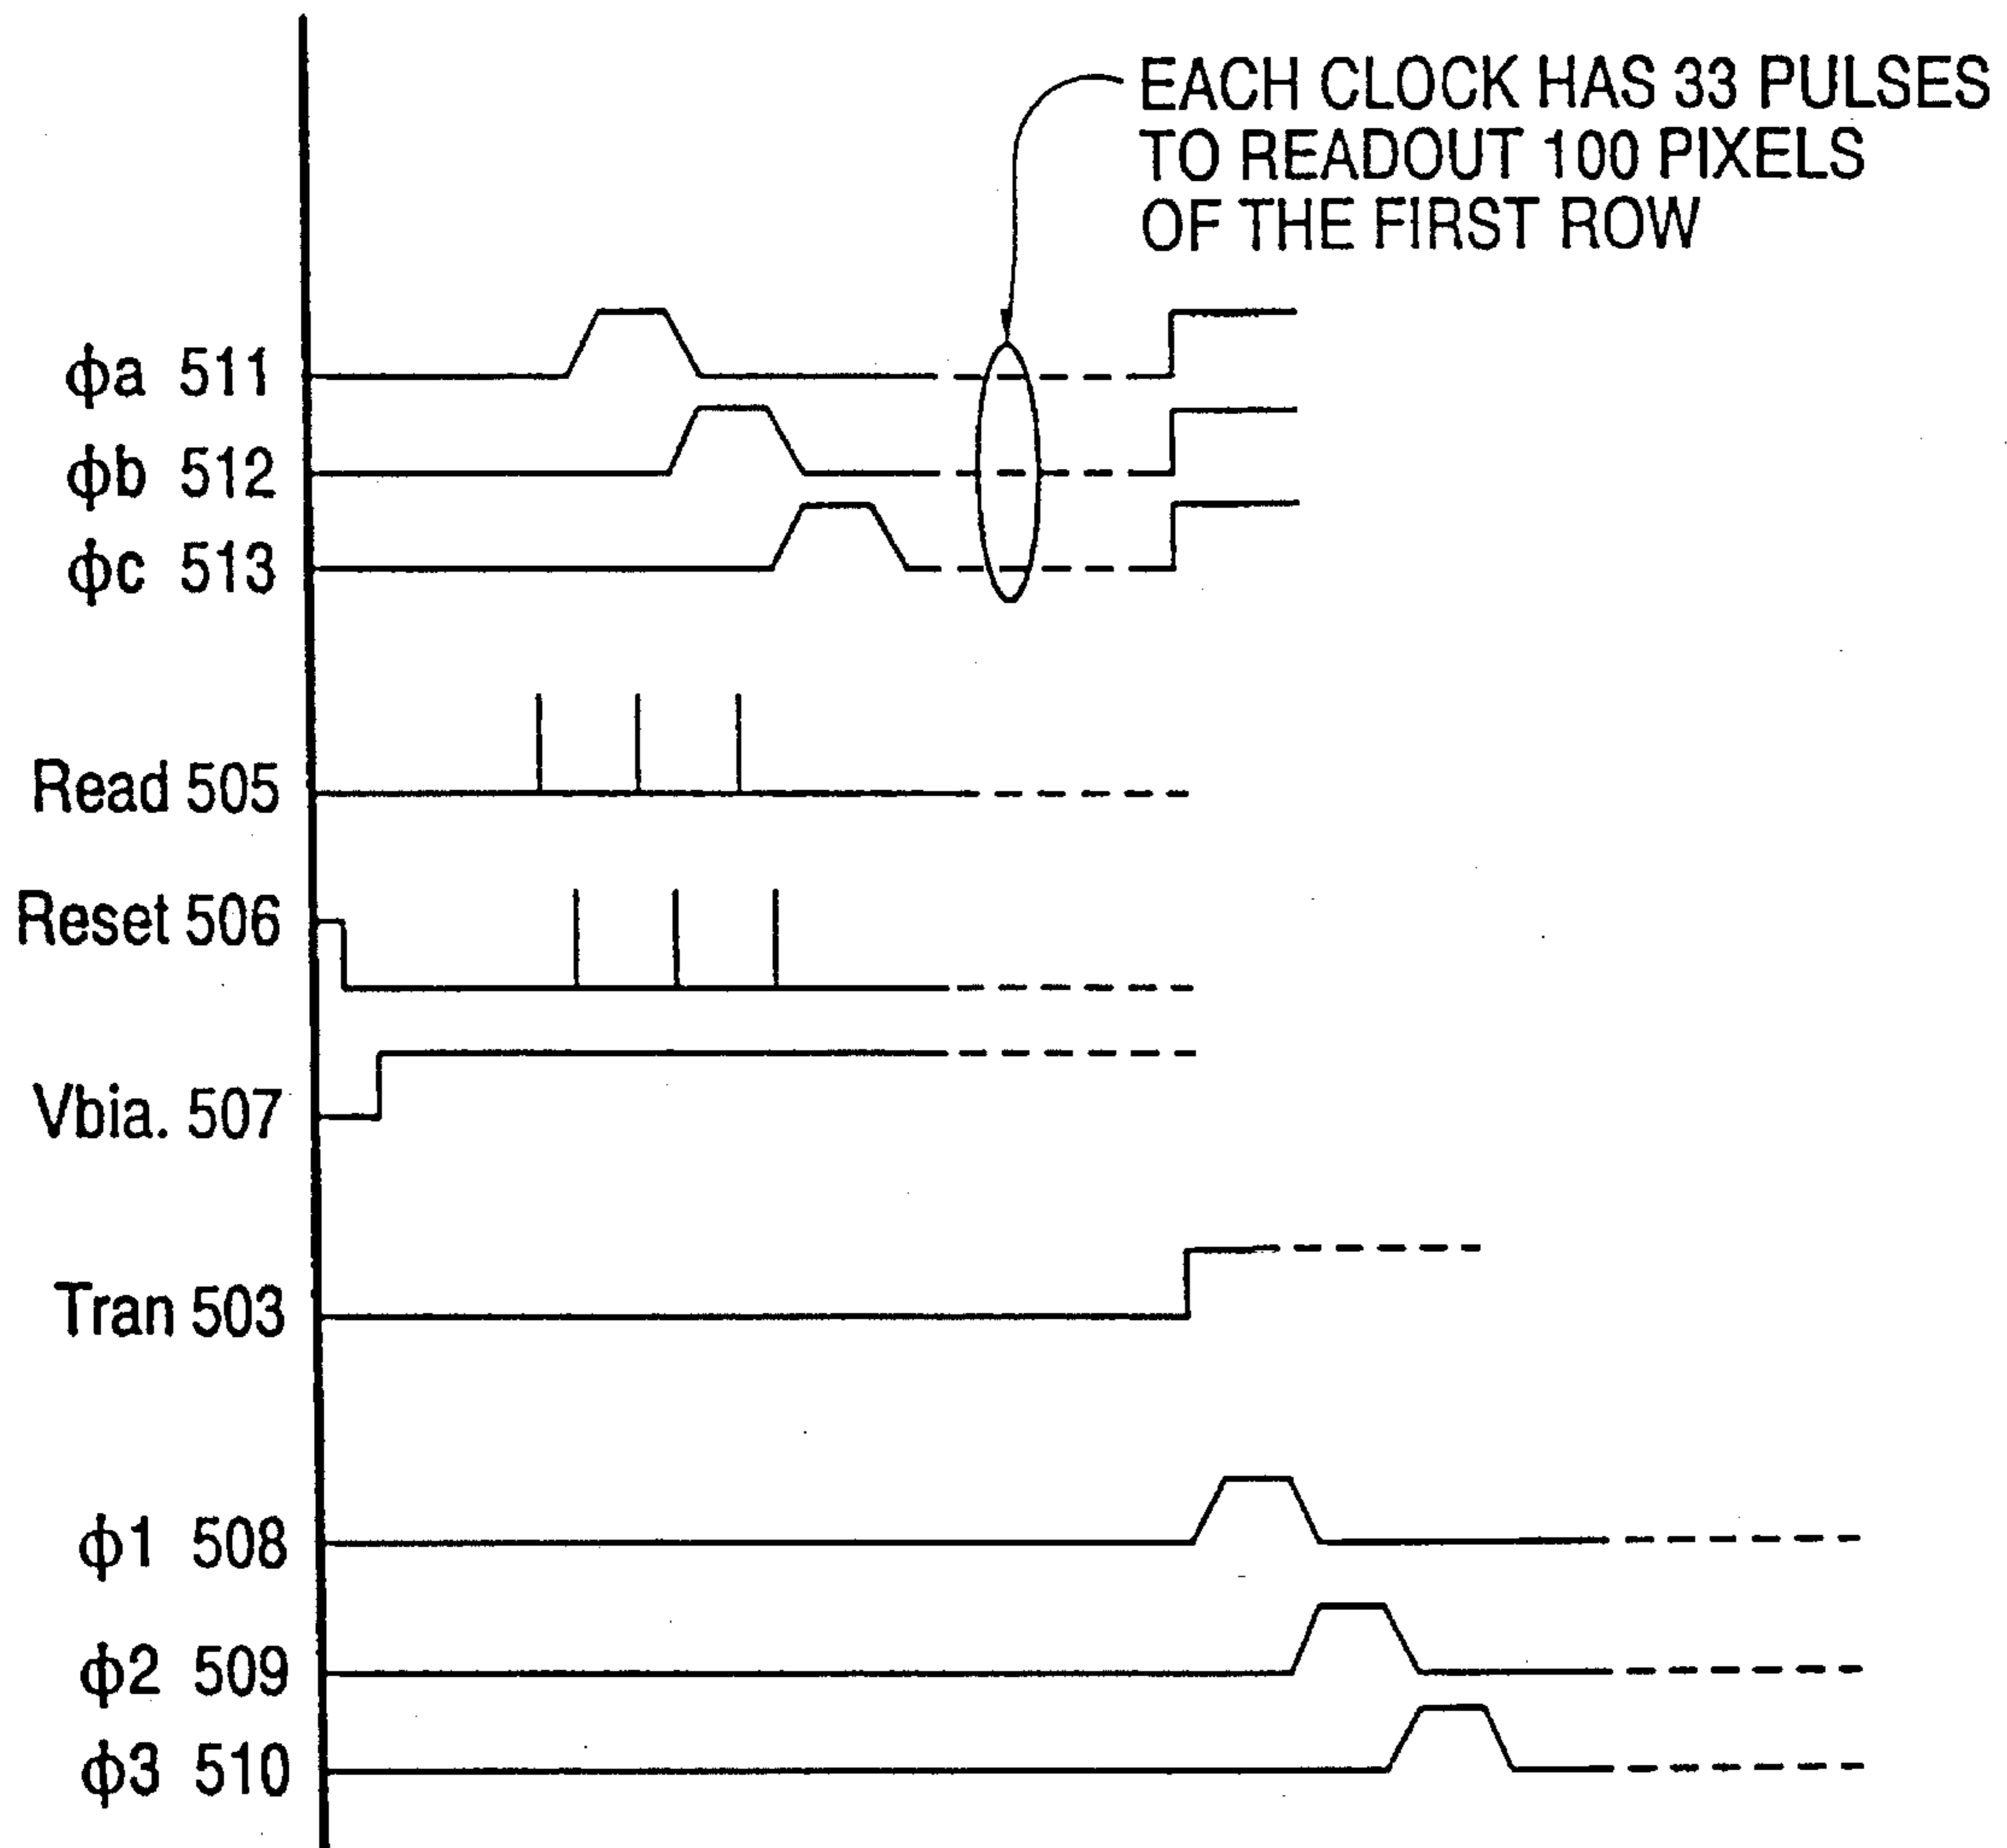 EACH CLOCK HAS 33 PULSES
TO READOUT 100 PIXELS
OF THE FIRST ROW
ϕa 511
ϕb 512
ϕc 513
Read 505
Reset 506
Vbia. 507
Tran 503
ϕ1 508
ϕ2 509
ϕ3 510